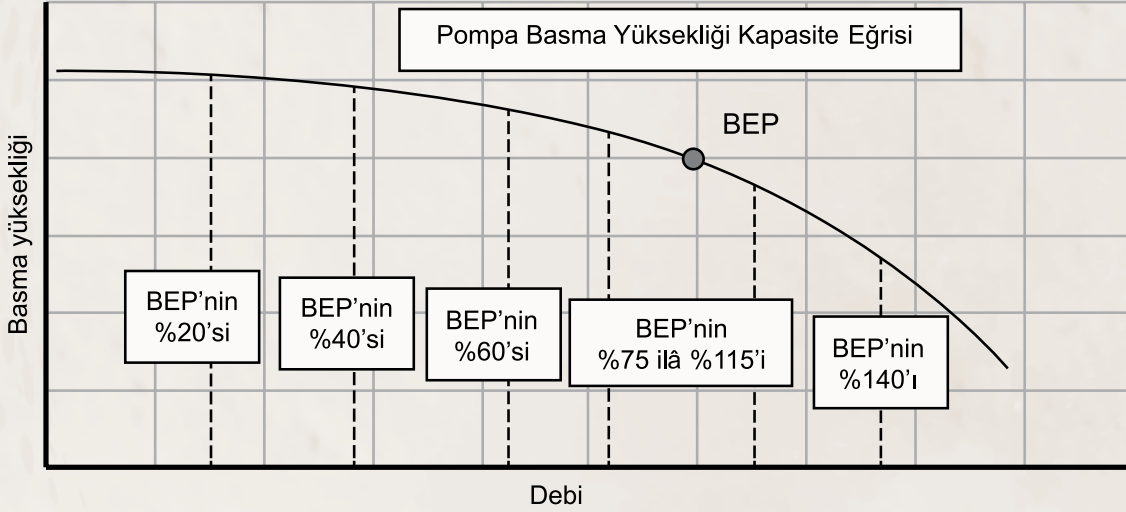 Pompa Basma Yüksekliği Kapasite Eğrisi
BEP
Basma yüksekliği
BEP’nin
%20’si
BEP’nin
%40’si
BEP’nin
%60’si
BEP’nin
%75 ilâ %115’i
BEP’nin
%140’ı
Debi